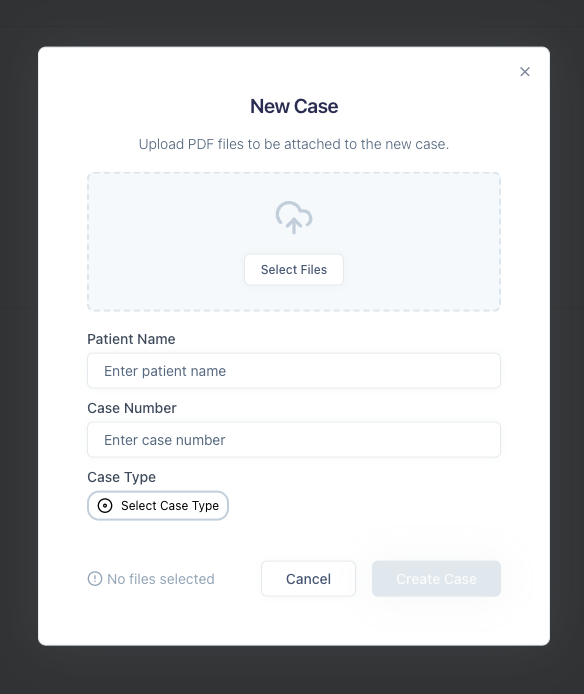 New Case
Upload PDF files to be attached to the new case.
Select Files
Patient Name
Enter patient name
Case Number
Enter case number
Case Type
Select Case Type
No files selected
Cancel
Create Case